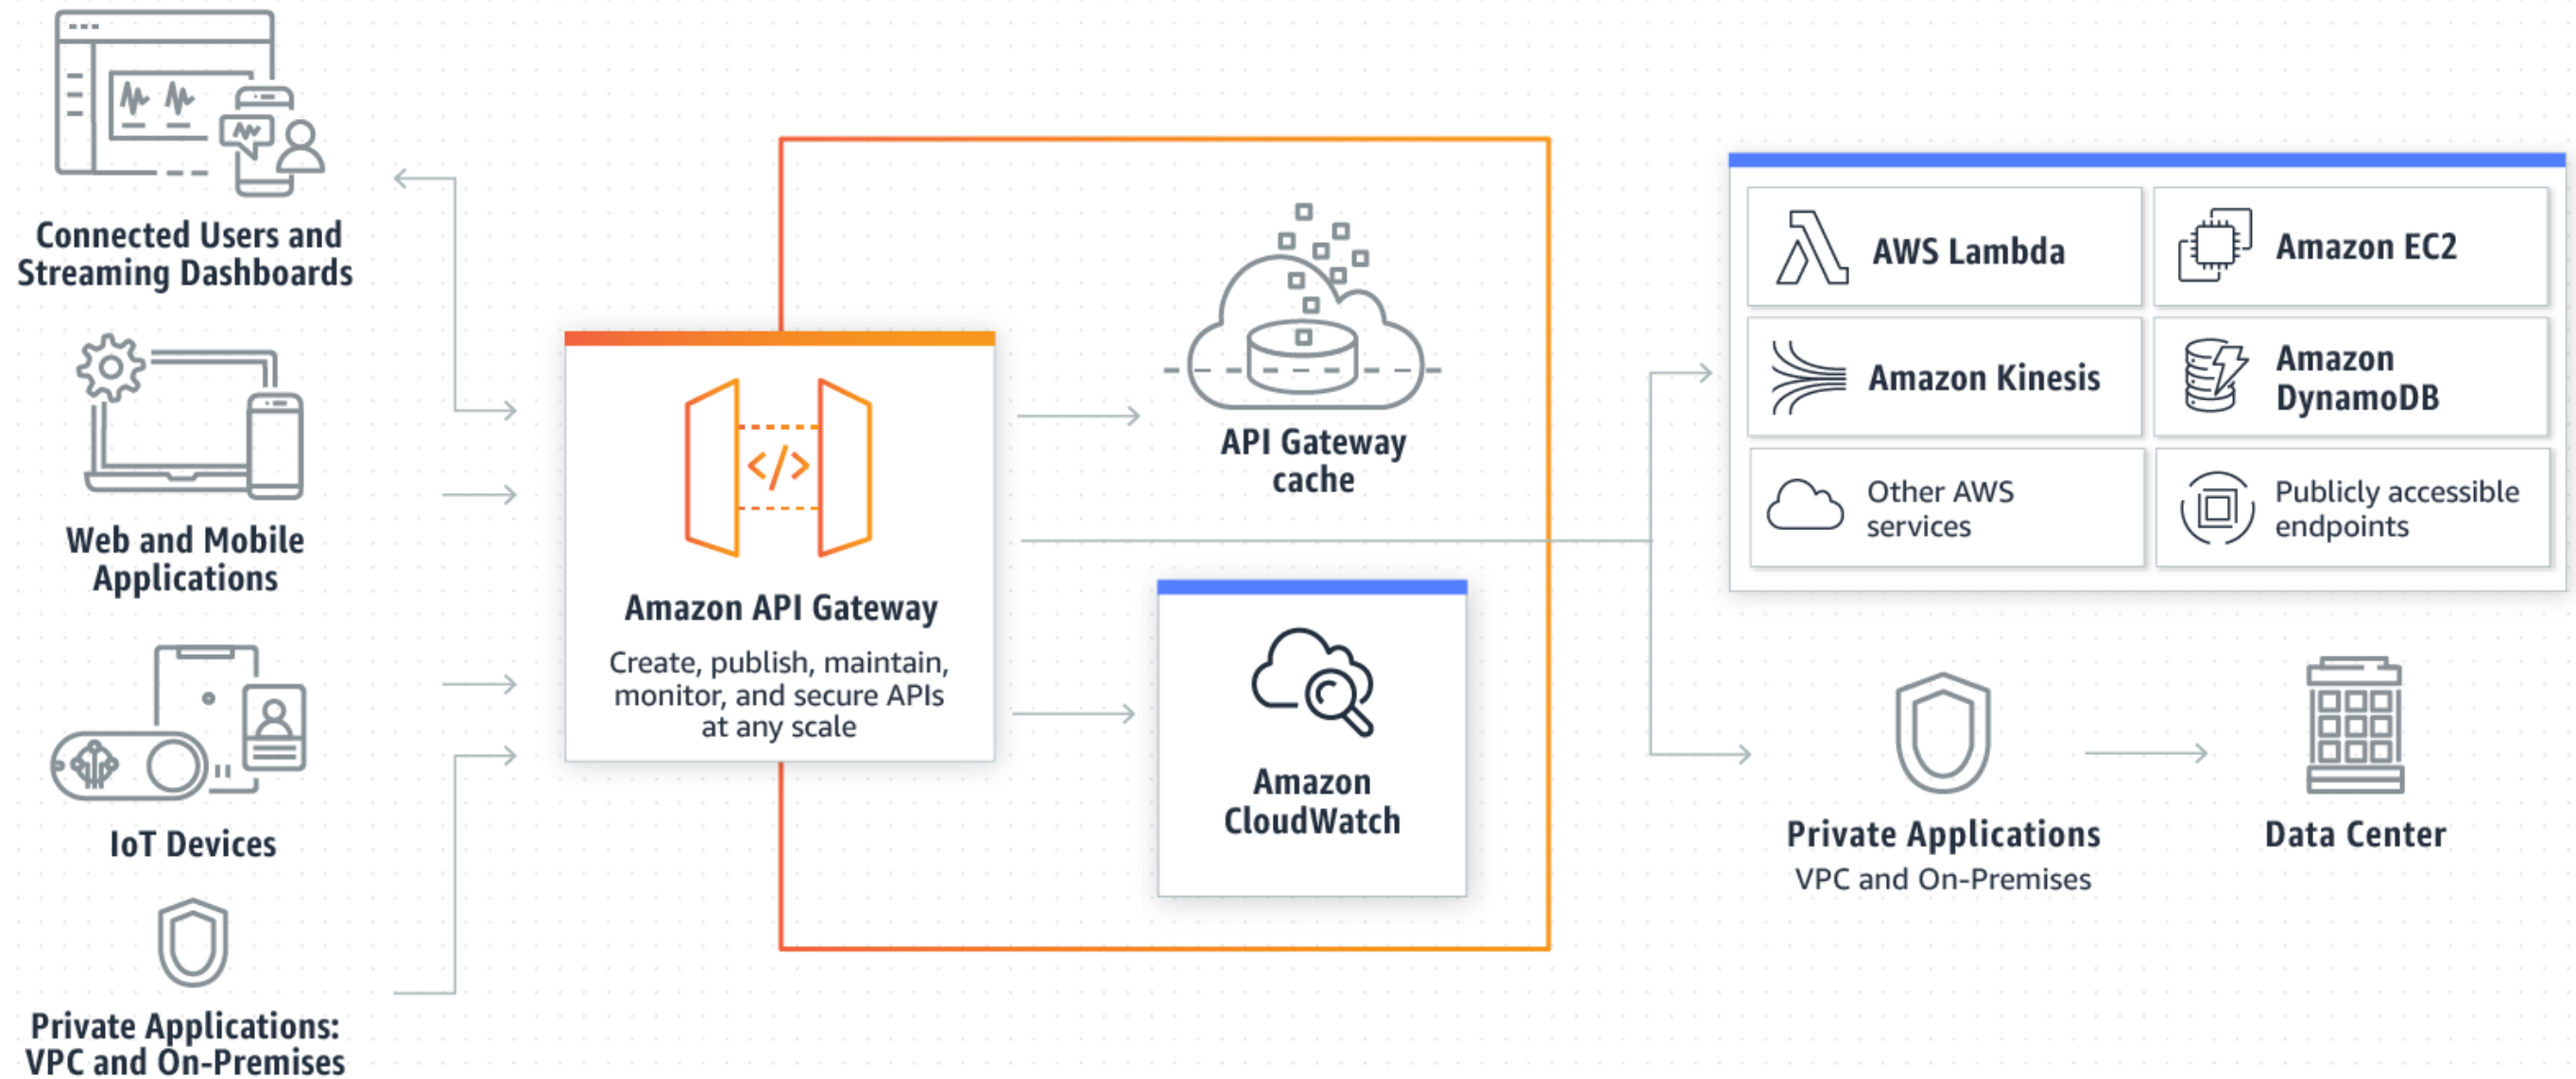 Connected Users and
Streaming Dashboards
Web and Mobile
Applications
IoT Devices
Private Applications:
VPC and On-Premises
</>
Amazon API Gateway
Create, publish, maintain,
monitor, and secure APIs
at any scale
API Gateway
cache
Amazon
CloudWatch
AWS Lambda
Amazon EC2
Amazon Kinesis
Amazon
DynamoDB
Other AWS
services
Publicly accessible
endpoints
Private Applications
VPC and On-Premises
Data Center